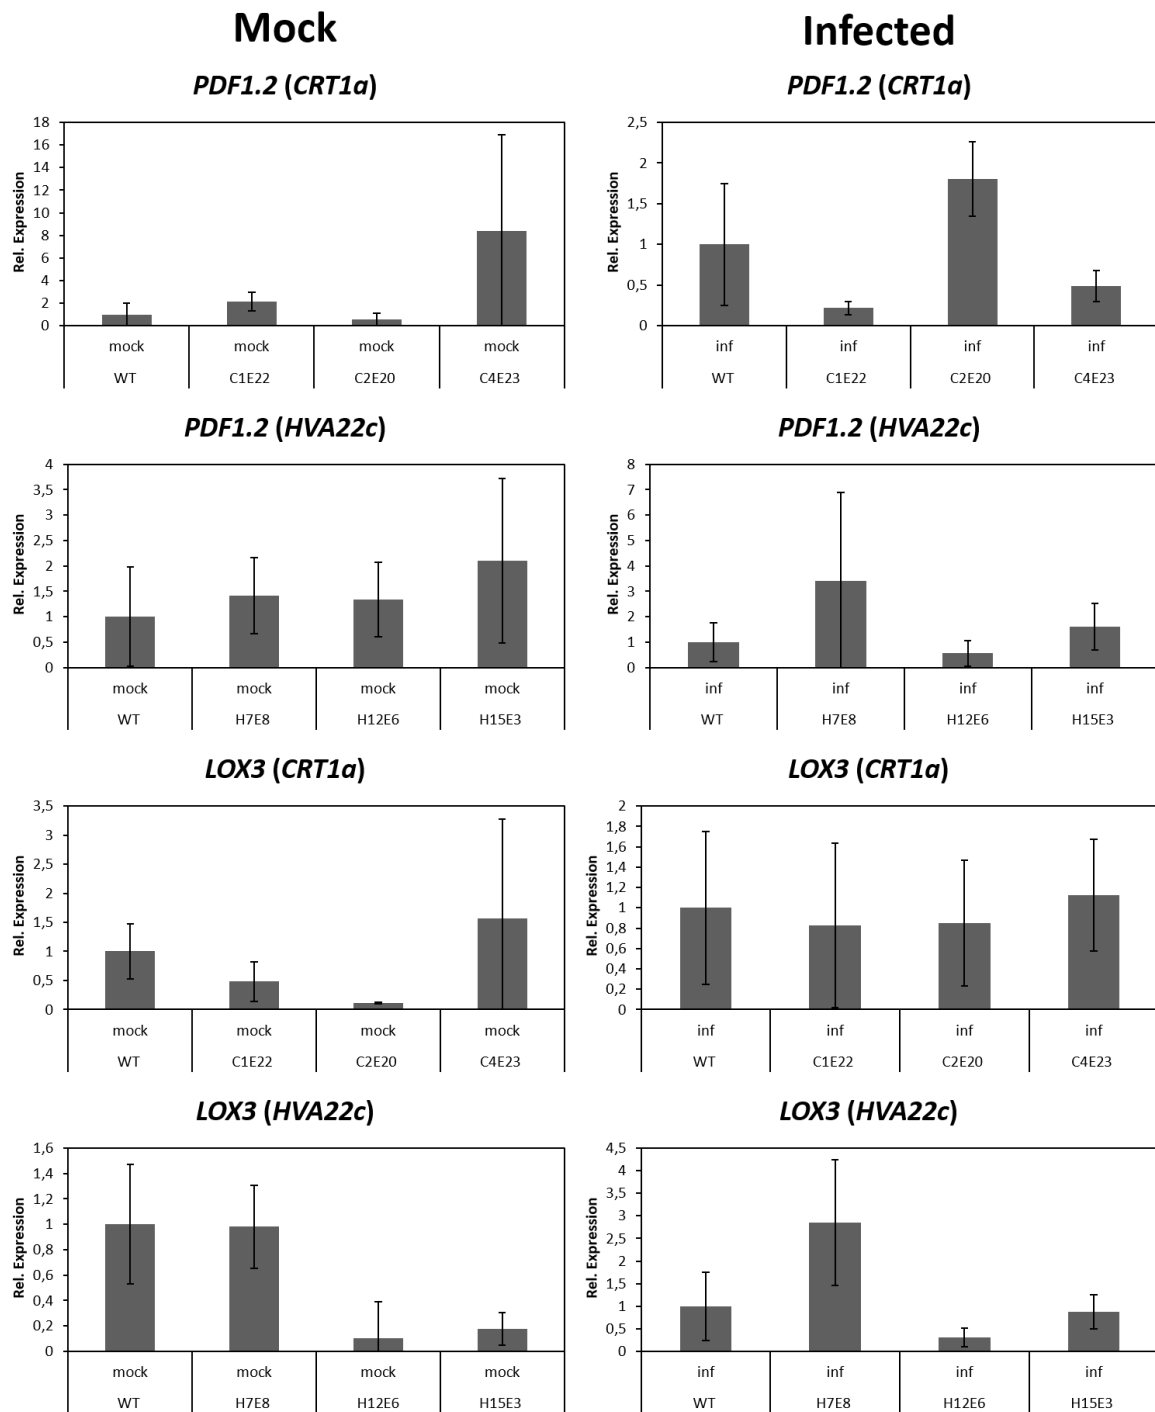 Mock
Infected
PDF1.2 (CRT1a)
PDF1.2 (CRT1a)
Rel. Expression
18
16
14
12
10
8
6
4
2
0
mock mock mock mock
WT C1E22 C2E20 C4E23
Rel. Expression
2,5
2
1,5
1
0,5
0
inf inf inf inf
WT C1E22 C2E20 C4E23
PDF1.2 (HVA22c)
PDF1.2 (HVA22c)
Rel. Expression
4
3,5
3
2,5
2
1,5
1
0,5
0
mock mock mock mock
WT H7E8 H12E6 H15E3
Rel. Expression
8
7
6
5
4
3
2
1
0
inf inf inf inf
WT H7E8 H12E6 H15E3
LOX3 (CRT1a)
LOX3 (CRT1a)
Rel. Expression
3,5
3
2,5
2
1,5
1
0,5
0
mock mock mock mock
WT C1E22 C2E20 C4E23
Rel. Expression
2
1,8
1,6
1,4
1,2
1
0,8
0,6
0,4
0,2
0
inf inf inf inf
WT C1E22 C2E20 C4E23
LOX3 (HVA22c)
LOX3 (HVA22c)
Rel. Expression
1,6
1,4
1,2
1
0,8
0,6
0,4
0,2
0
mock mock mock mock
WT H7E8 H12E6 H15E3
Rel. Expression
4,5
4
3,5
3
2,5
2
1,5
1
0,5
0
inf inf inf inf
WT H7E8 H12E6 H15E3